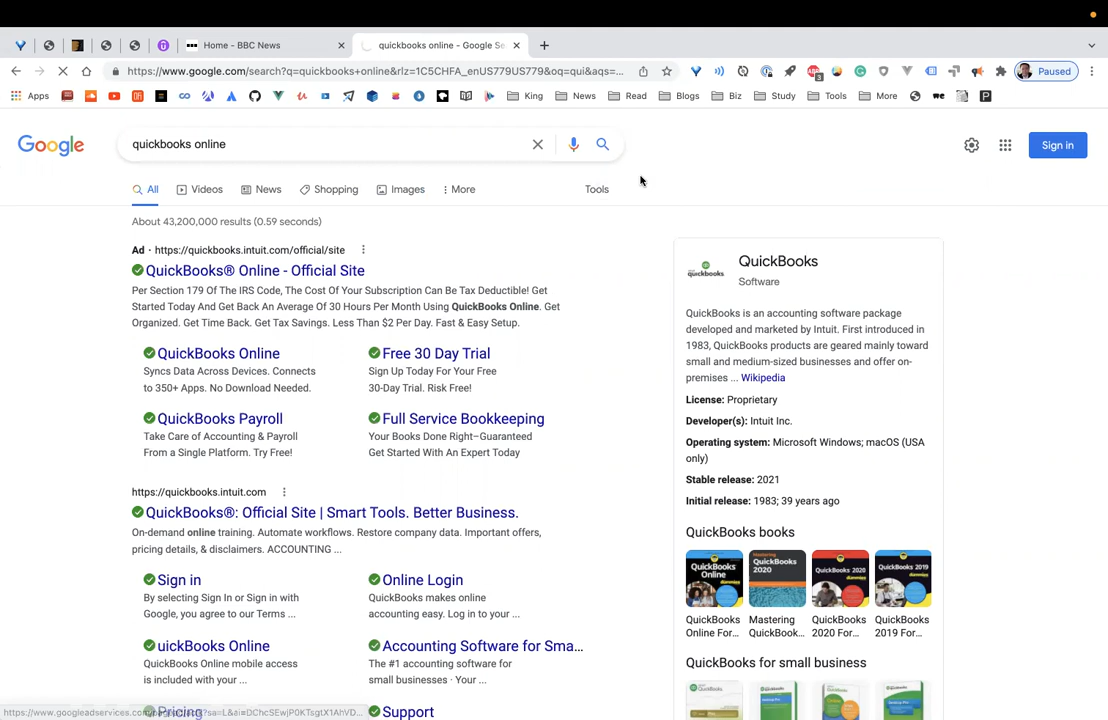 Home - BBC News
quickbooks online - Google Se
https://www.google.com/search?q=quickbooks+online&rlz=1C5CHFA_enUS779US779&oq=qui&aqs=...
Paused
Apps
King
News
Read
Blogs
Biz
Study
Tools
More
Google
quickbooks online
Sign in
All
Videos
News
Shopping
Images
More
Tools
About 43,200,000 results (0.59 seconds)
Ad · https://quickbooks.intuit.com/official/site
QuickBooks® Online - Official Site
Per Section 179 Of The IRS Code, The Cost Of Your Subscription Can Be Tax Deductible! Get
Started Today And Get Back An Average Of 30 Hours Per Month Using QuickBooks Online. Get
Organized. Get Time Back. Get Tax Savings. Less Than $2 Per Day. Fast & Easy Setup.
QuickBooks Online
Syncs Data Across Devices. Connects
to 350+ Apps. No Download Needed.
Free 30 Day Trial
Sign Up Today For Your Free
30-Day Trial. Risk Free!
QuickBooks Payroll
Take Care of Accounting & Payroll
From a Single Platform. Try Free!
Full Service Bookkeeping
Your Books Done Right–Guaranteed
Get Started With An Expert Today
https://quickbooks.intuit.com
QuickBooks®: Official Site | Smart Tools. Better Business.
On-demand online training. Automate workflows. Restore company data. Important offers,
pricing details, & disclaimers. ACCOUNTING ...
Sign in
By selecting Sign In or Sign in with
Google, you agree to our Terms ...
Online Login
QuickBooks makes online
accounting easy. Log in to your ...
uickBooks Online
QuickBooks Online mobile access
is included with your ...
Accounting Software for Sma...
The #1 accounting software for
small businesses · Your ...
Pricing
Support
QuickBooks
Software
QuickBooks is an accounting software package
developed and marketed by Intuit. First introduced in
1983, QuickBooks products are geared mainly toward
small and medium-sized businesses and offer on-
premises ... Wikipedia
License: Proprietary
Developer(s): Intuit Inc.
Operating system: Microsoft Windows; macOS (USA
only)
Stable release: 2021
Initial release: 1983; 39 years ago
QuickBooks books
QuickBooks Online For...
Mastering QuickBook...
QuickBooks 2020 For...
QuickBooks 2019 For...
QuickBooks for small business